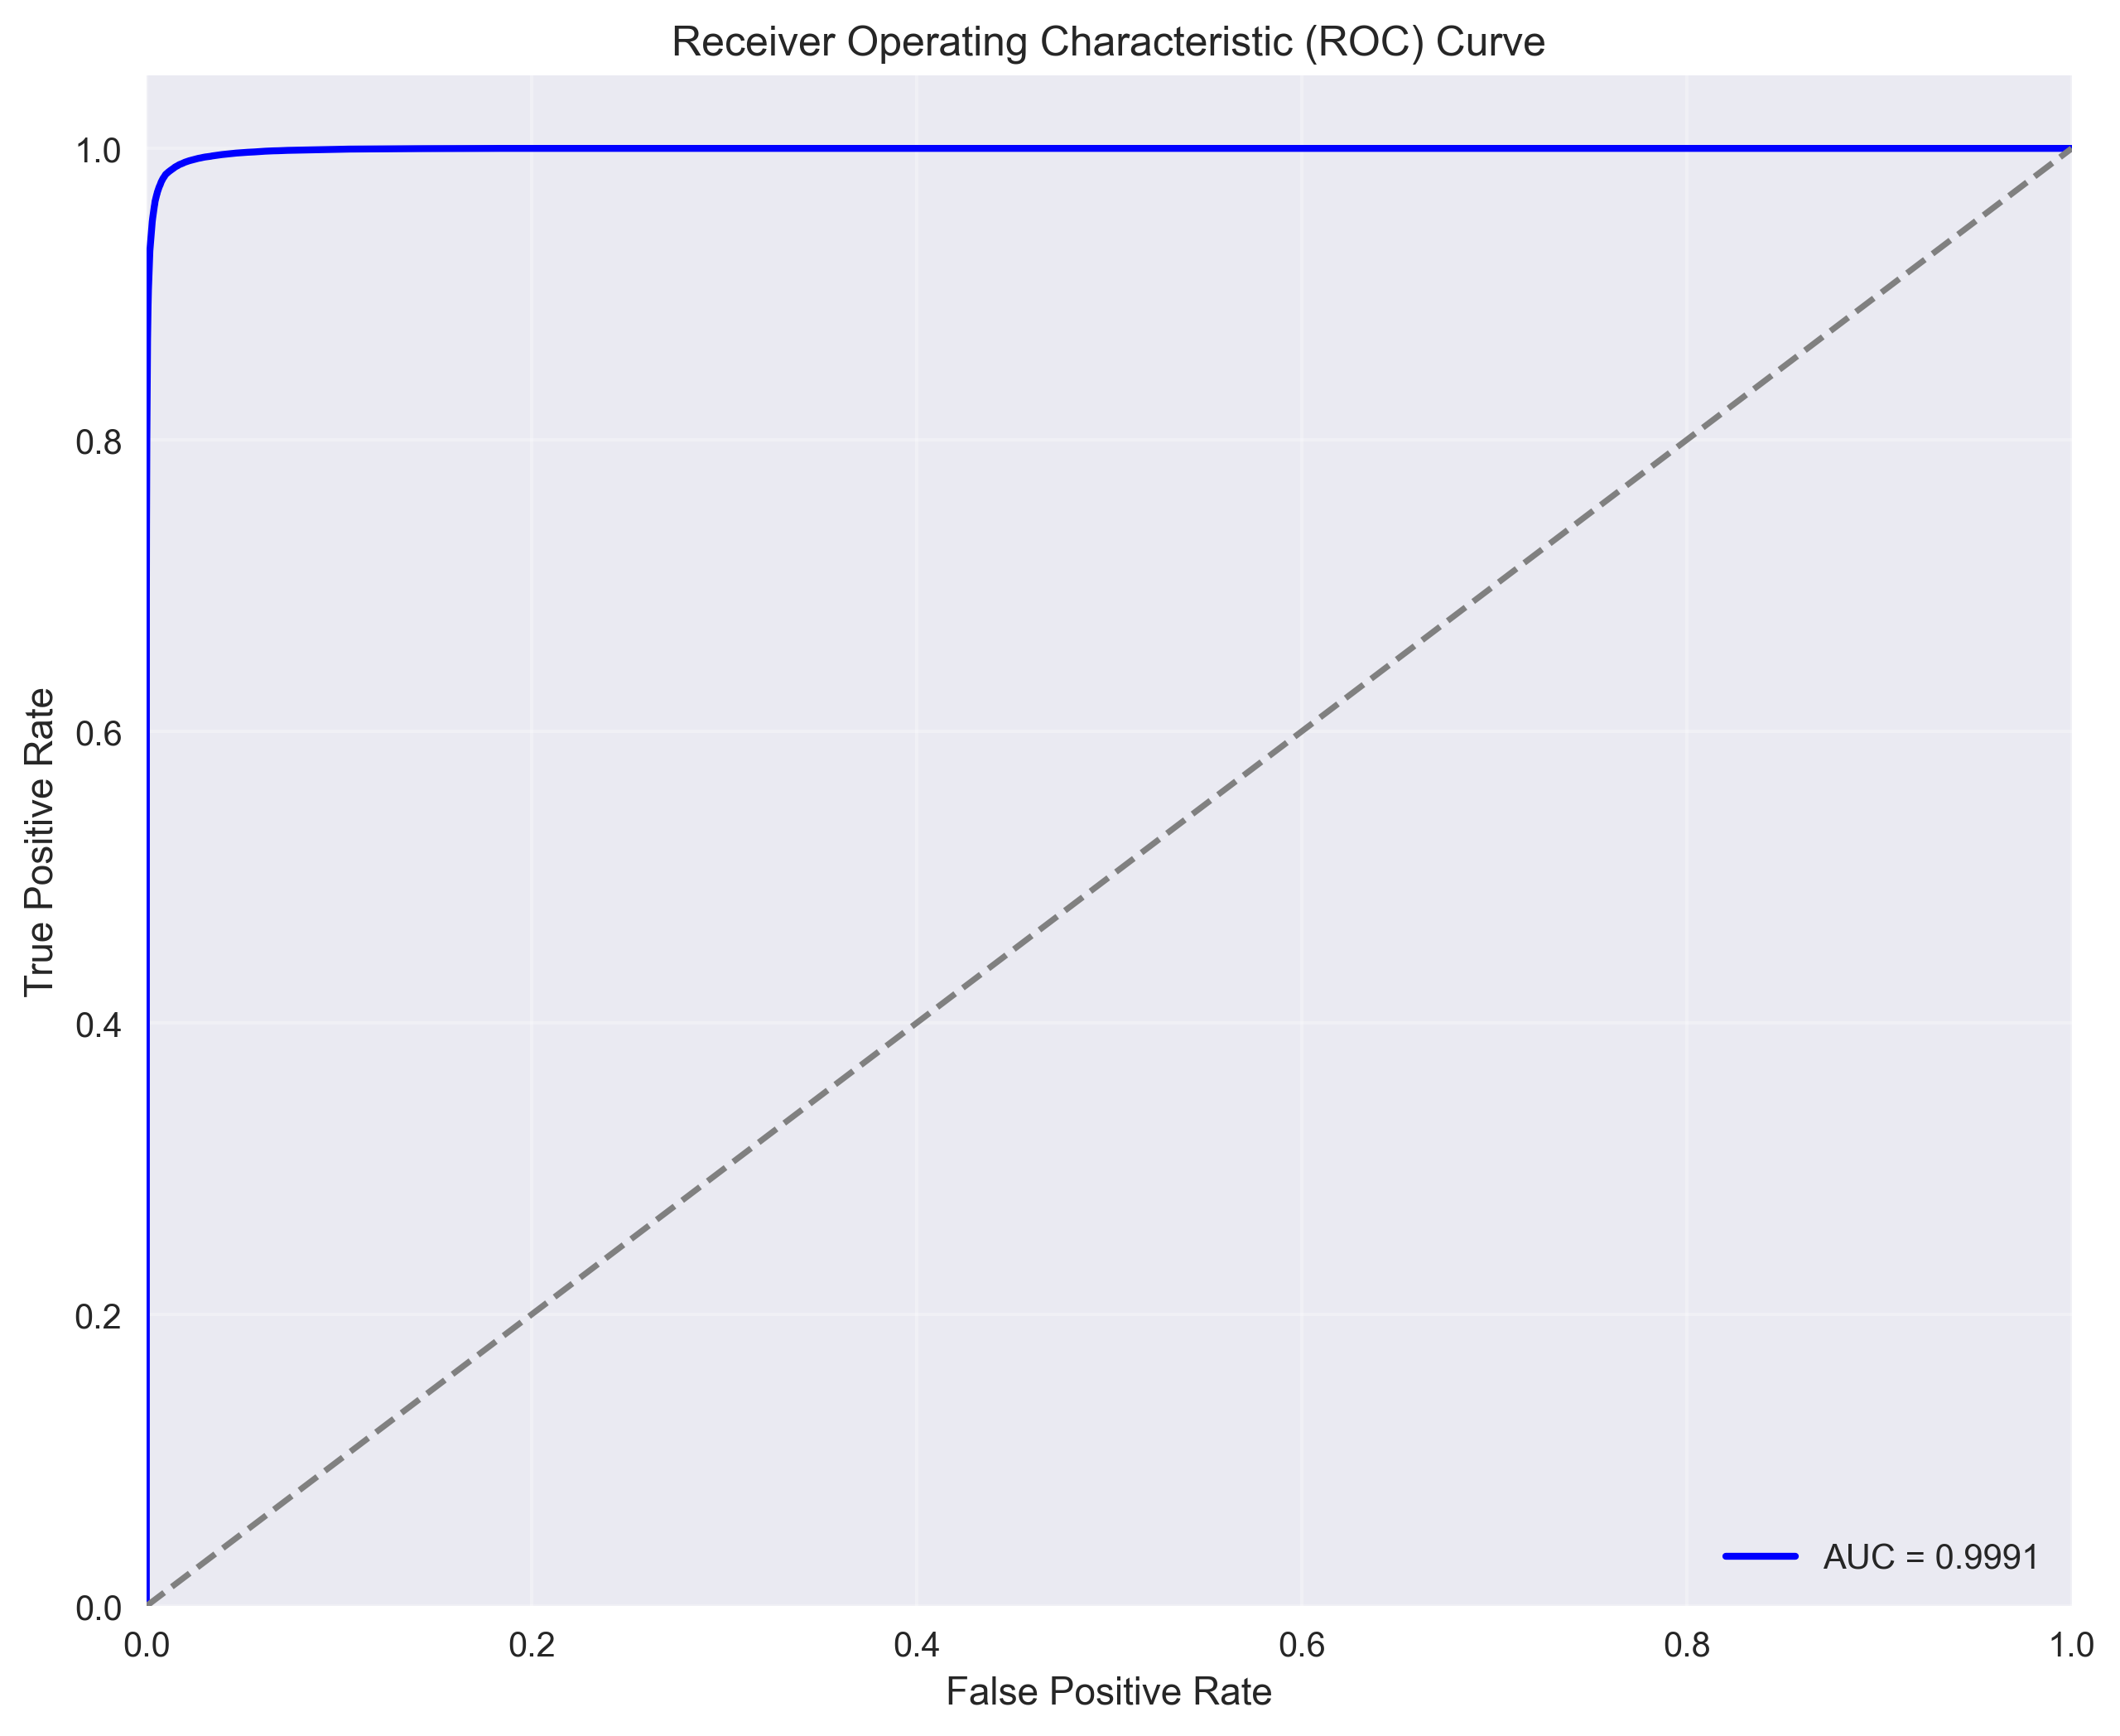 Receiver Operating Characteristic (ROC) Curve
1.0
0.8
0.6
0.4
0.2
0.0
True Positive Rate
AUC = 0.9991
0.0 0.2 0.4 0.6 0.8 1.0
False Positive Rate